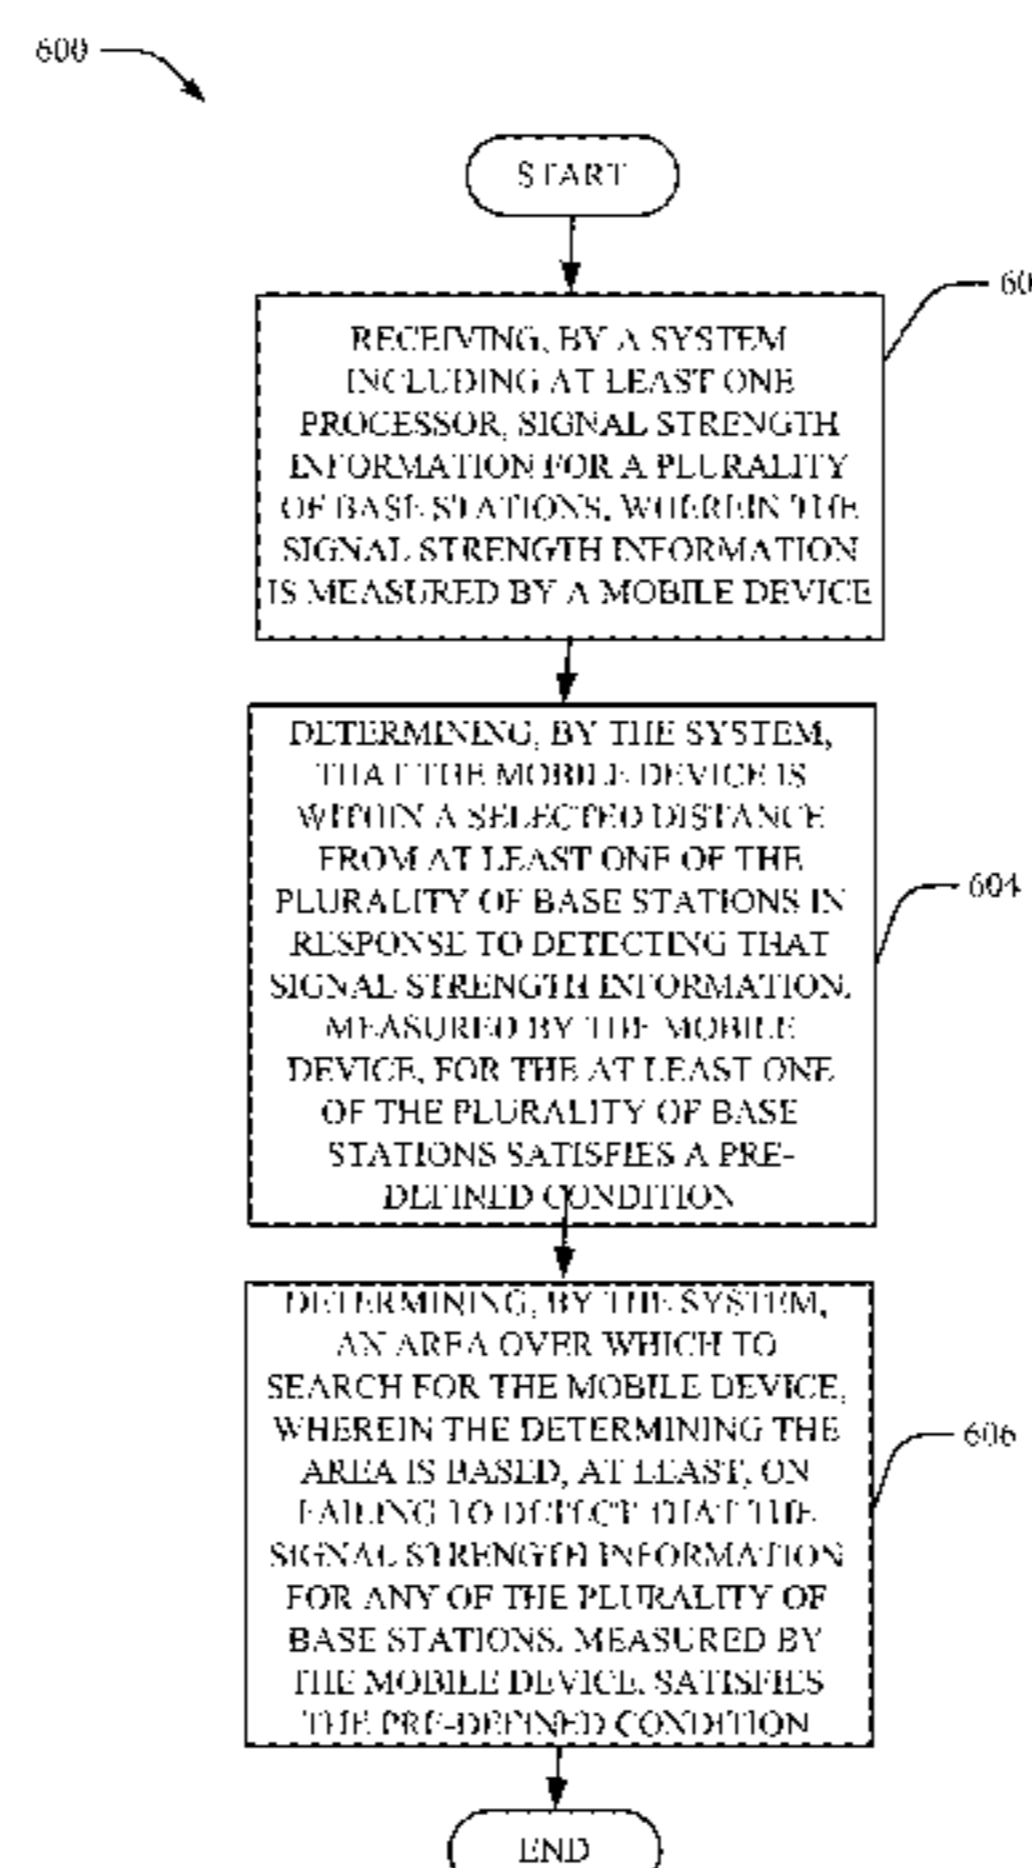 600
START
60
RECEIVING, BY A SYSTEM
INCLUDING AT LEAST ONE
PROCESSOR, SIGNAL STRENGTH
INFORMATION FOR A PLURALITY
OF BASE STATIONS, WHEREIN THE
SIGNAL STRENGTH INFORMATION
IS MEASURED BY A MOBILE DEVICE
DETERMINING, BY THE SYSTEM,
THAT THE MOBILE DEVICE IS
WITHIN A SELECTED DISTANCE
FROM AT LEAST ONE OF THE
PLURALITY OF BASE STATIONS IN
RESPONSE TO DETECTING THAT
SIGNAL STRENGTH INFORMATION,
MEASURED BY THE MOBILE
DEVICE, FOR THE AT LEAST ONE
OF THE PLURALITY OF BASE
STATIONS SATISFIES A PRE-
DEFINED CONDITION
604
DETERMINING, BY THE SYSTEM,
AN AREA OVER WHICH TO
SEARCH FOR THE MOBILE DEVICE,
WHEREIN THE DETERMINING THE
AREA IS BASED, AT LEAST, ON
FAILING TO DETECT THAT THE
SIGNAL STRENGTH INFORMATION
FOR ANY OF THE PLURALITY OF
BASE STATIONS, MEASURED BY
THE MOBILE DEVICE, SATISFIES
THE PRE-DEFINED CONDITION
606
END